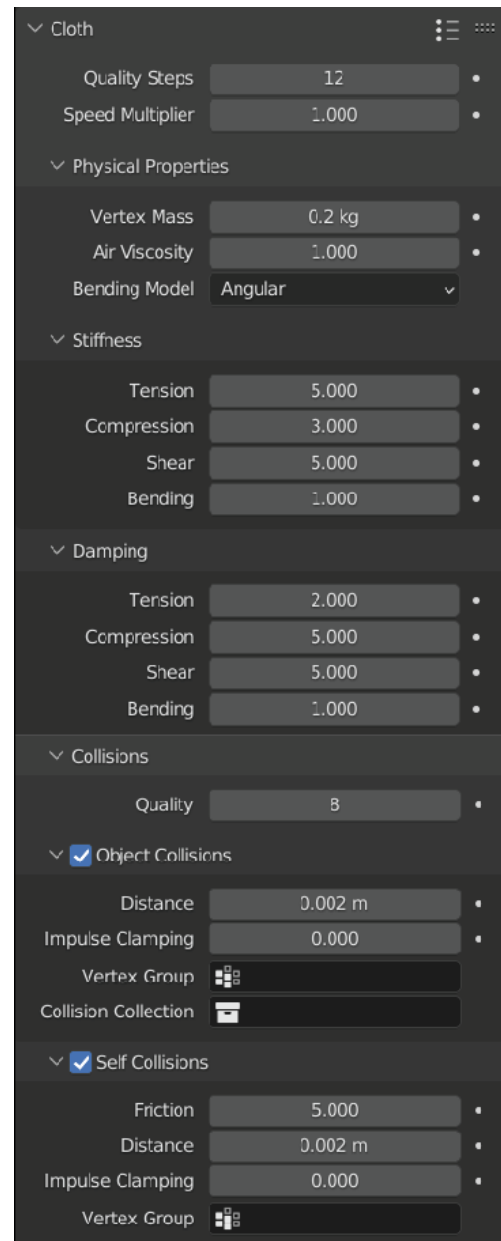 Cloth
Quality Steps 12
Speed Multiplier 1.000
Physical Properties
Vertex Mass 0.2 kg
Air Viscosity 1.000
Bending Model Angular
Stiffness
Tension 5.000
Compression 3.000
Shear 5.000
Bending 1.000
Damping
Tension 2.000
Compression 5.000
Shear 5.000
Bending 1.000
Collisions
Quality 8
Object Collisions
Distance 0.002 m
Impulse Clamping 0.000
Vertex Group
Collision Collection
Self Collisions
Friction 5.000
Distance 0.002 m
Impulse Clamping 0.000
Vertex Group